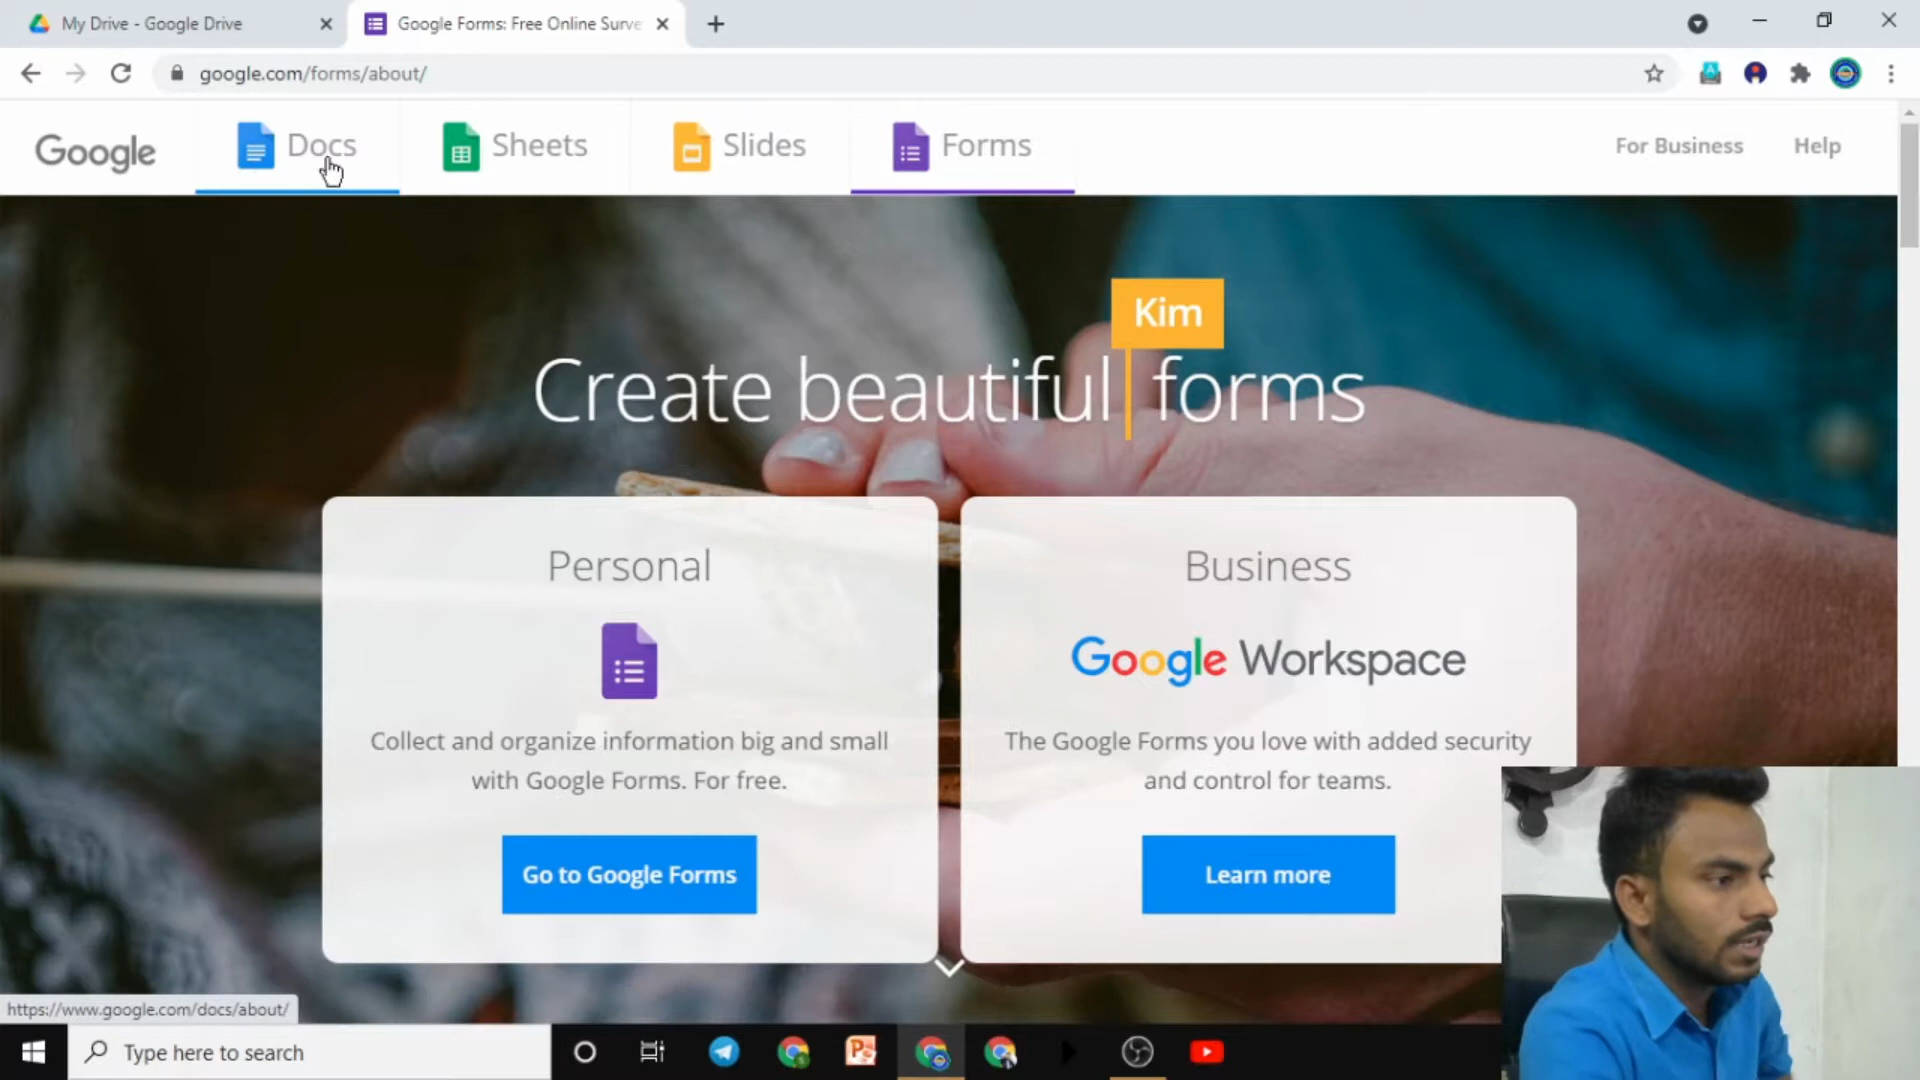 My Drive - Google Drive
Google Forms: Free Online Surve
google.com/forms/about/
Google
Docs
Sheets
Slides
Forms
For Business
Help
Kim
Create beautiful forms
Personal
Collect and organize information big and small
with Google Forms. For free.
Go to Google Forms
Business
Google Workspace
The Google Forms you love with added security
and control for teams.
Learn more
https://www.google.com/docs/about/
Type here to search